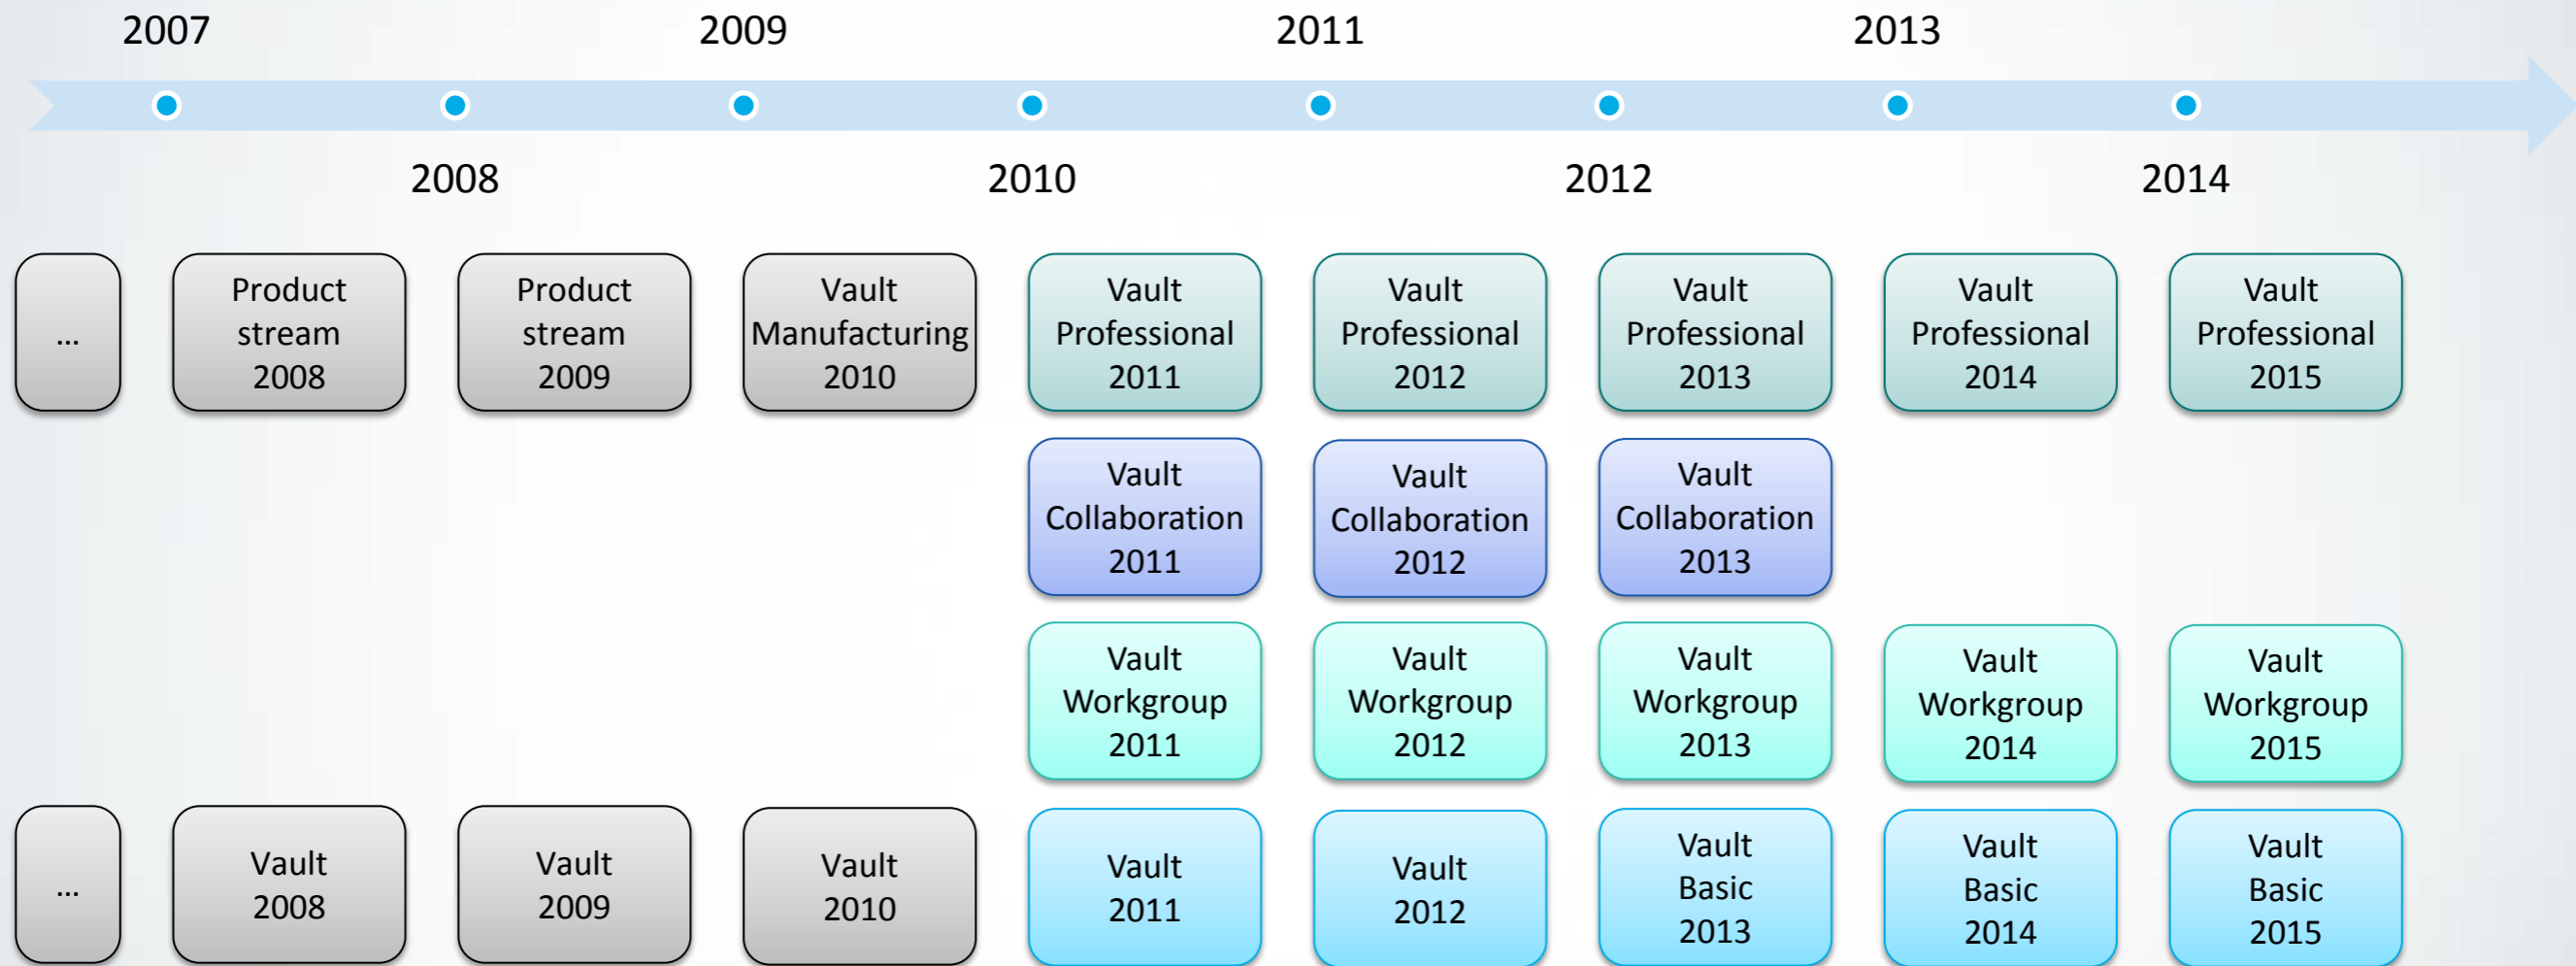 2007
2009
2011
2013
2008
2010
2012
2014
...
Product
stream
2008
Product
stream
2009
Vault
Manufacturing
2010
Vault
Professional
2011
Vault
Professional
2012
Vault
Professional
2013
Vault
Professional
2014
Vault
Professional
2015
Vault
Collaboration
2011
Vault
Collaboration
2012
Vault
Collaboration
2013
Vault
Workgroup
2011
Vault
Workgroup
2012
Vault
Workgroup
2013
Vault
Workgroup
2014
Vault
Workgroup
2015
...
Vault
2008
Vault
2009
Vault
2010
Vault
2011
Vault
2012
Vault
Basic
2013
Vault
Basic
2014
Vault
Basic
2015